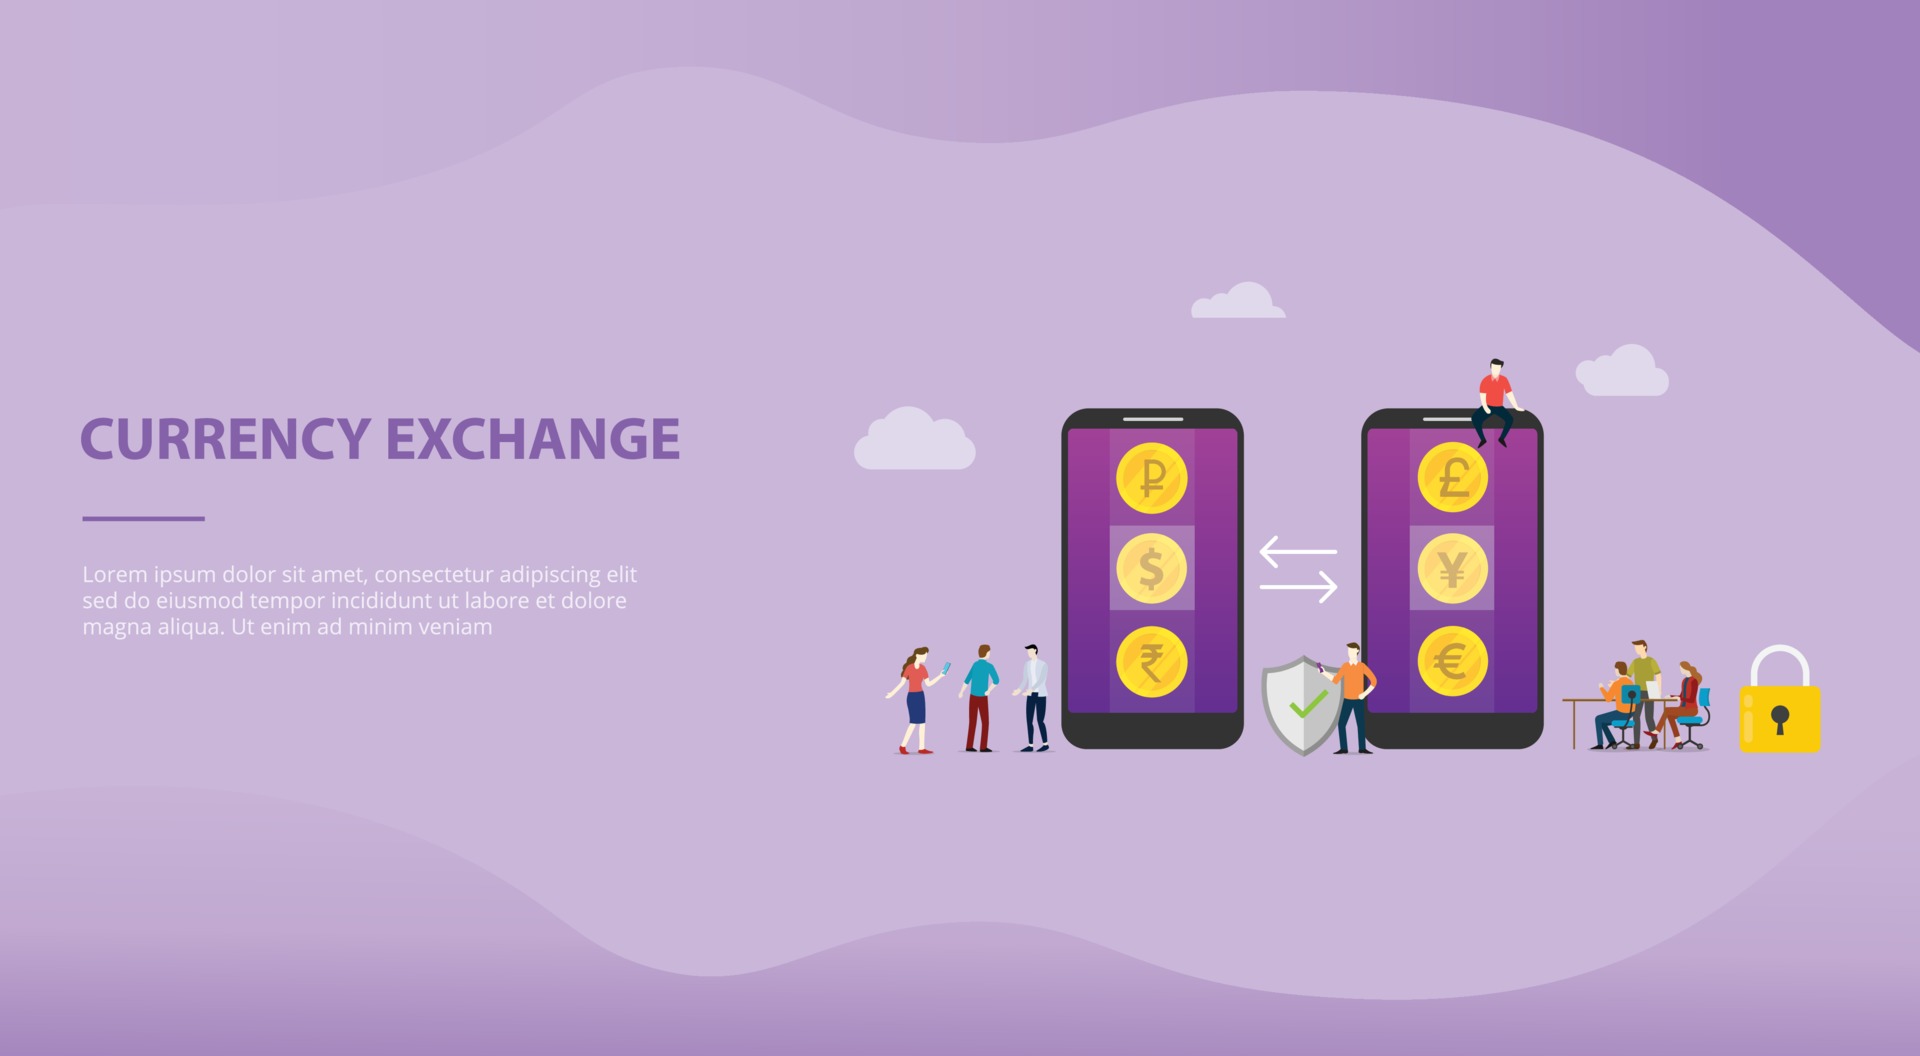 CURRENCY EXCHANGE
Lorem ipsum dolor sit amet, consectetur adipiscing elit
sed do eiusmod tempor incididunt ut labore et dolore
magna aliqua. Ut enim ad minim veniam
₽
$
₹
£
¥
€